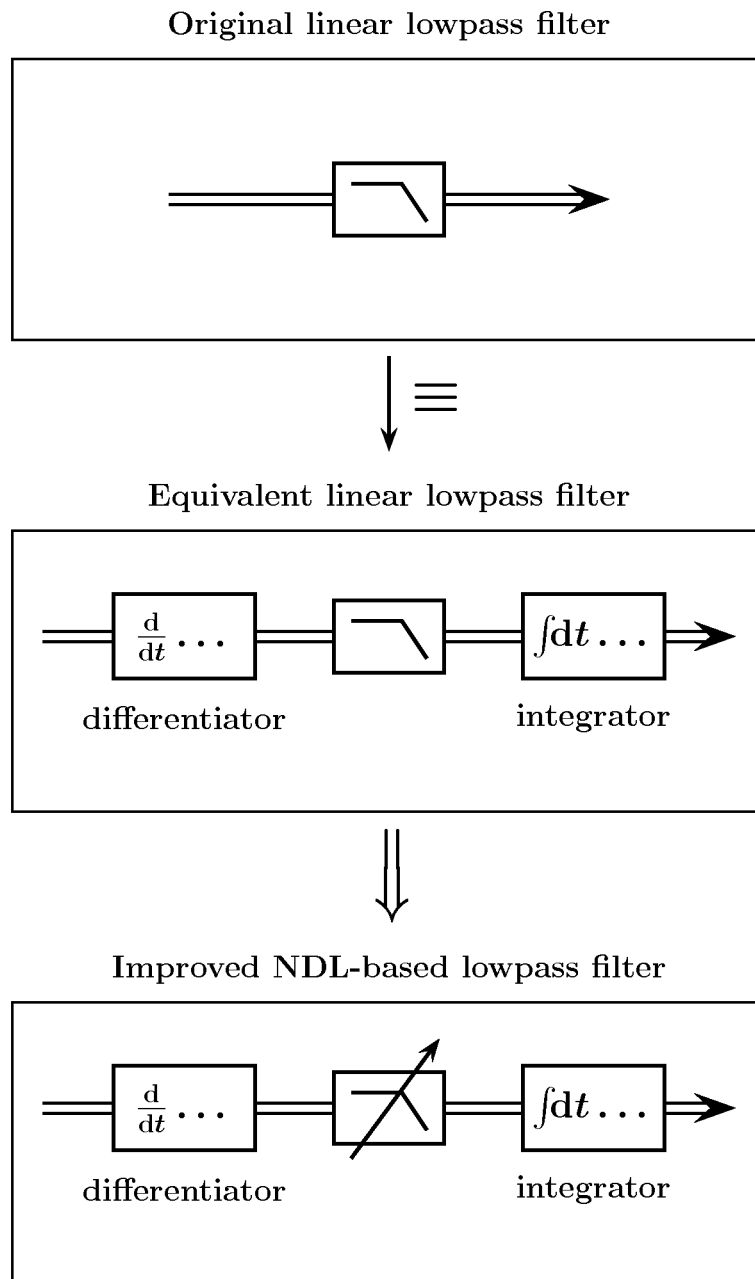 Original linear lowpass filter
≡
Equivalent linear lowpass filter
d/dt ... ∫dt ...
differentiator integrator
Improved NDL-based lowpass filter
d/dt ... ∫dt ...
differentiator integrator